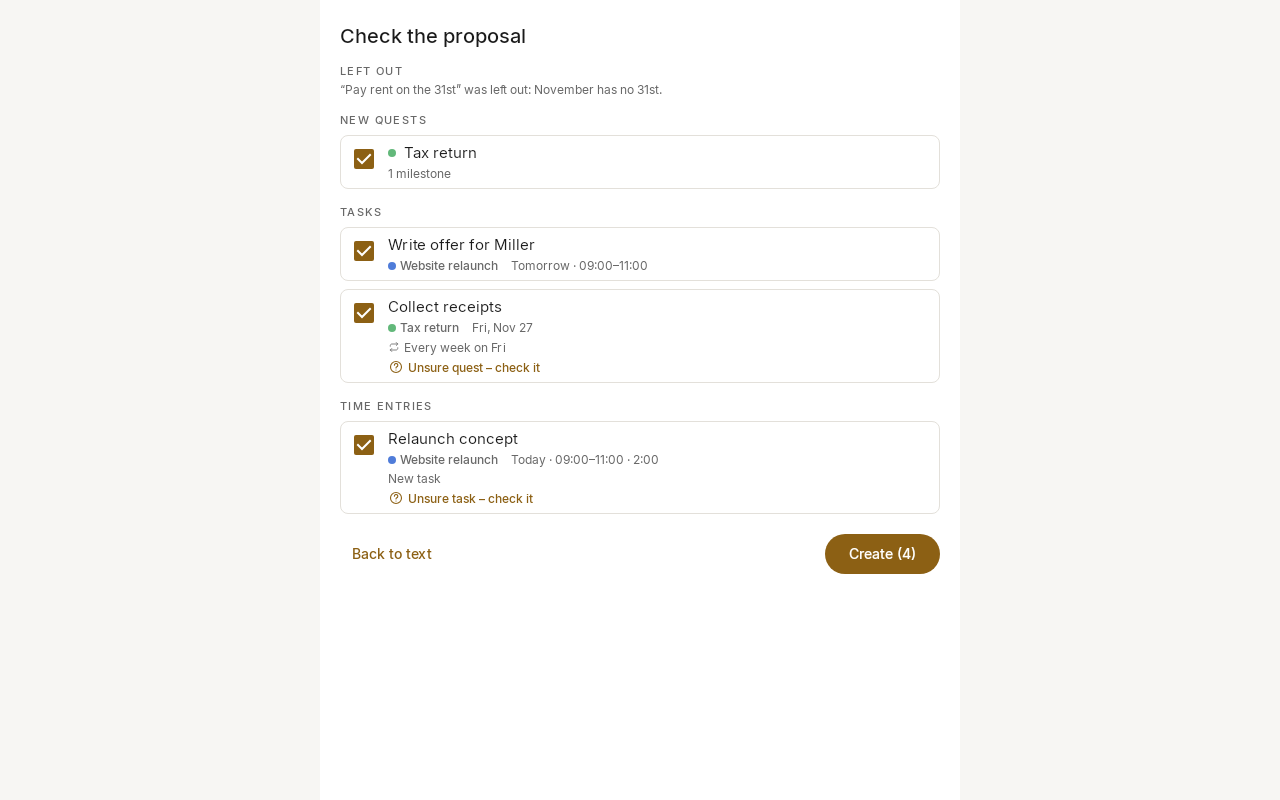 Check the proposal
LEFT OUT
“Pay rent on the 31st” was left out: November has no 31st.
NEW QUESTS
Tax return
1 milestone
TASKS
Write offer for Miller
Website relaunch Tomorrow · 09:00–11:00
Collect receipts
Tax return Fri, Nov 27
Every week on Fri
Unsure quest – check it
TIME ENTRIES
Relaunch concept
Website relaunch Today · 09:00–11:00 · 2:00
New task
Unsure task – check it
Back to text Create (4)